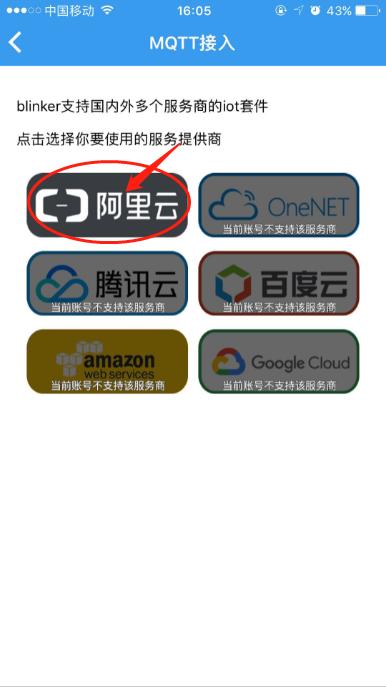 中国移动 16:05 43%
MQTT接入
blinker支持国内外多个服务商的iot套件
点击选择你要使用的服务提供商
阿里云
OneNET
当前账号不支持该服务商
腾讯云
当前账号不支持该服务商
百度云
当前账号不支持该服务商
amazon
web services
当前账号不支持该服务商
Google Cloud
当前账号不支持该服务商